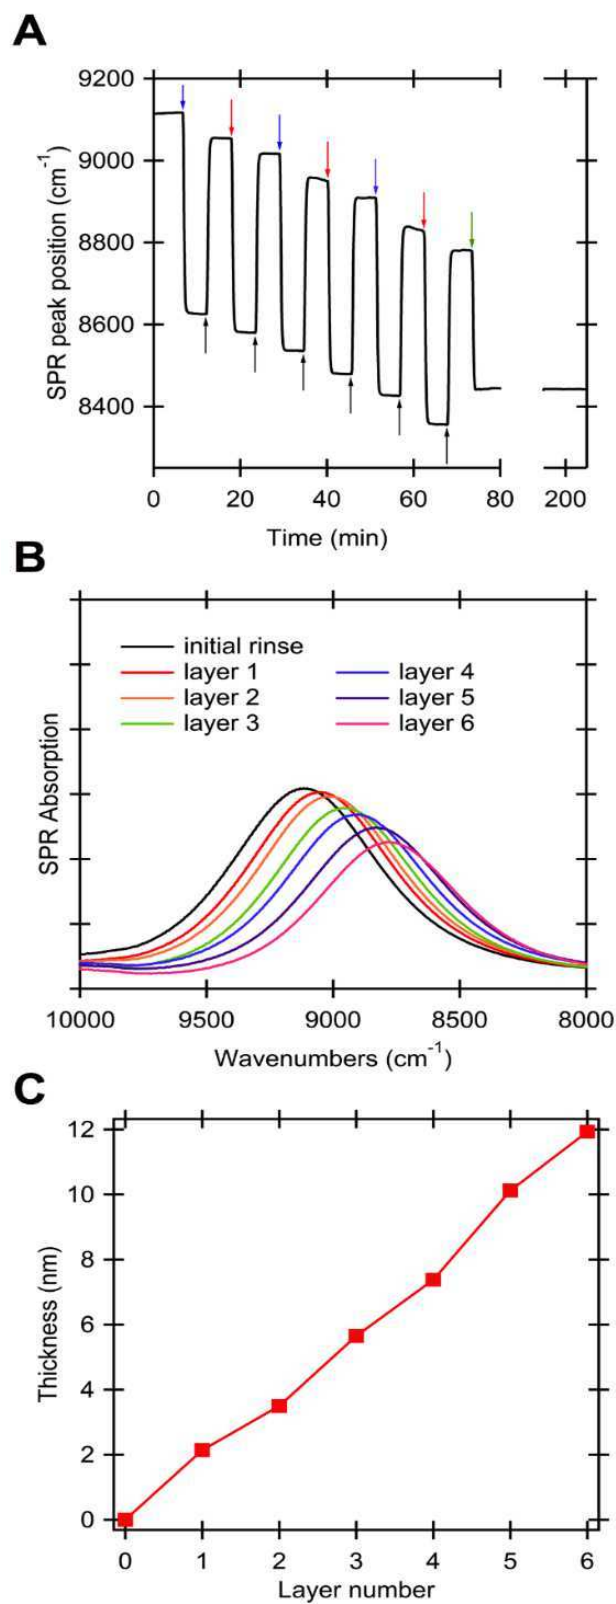 A
9200
9000
8800
8600
8400
SPR peak position (cm⁻¹)
0 20 40 60 80 200
Time (min)
B
initial rinse
layer 1 layer 4
layer 2 layer 5
layer 3 layer 6
SPR Absorption
10000 9500 9000 8500 8000
Wavenumbers (cm⁻¹)
C
12
10
8
6
4
2
0
Thickness (nm)
0 1 2 3 4 5 6
Layer number